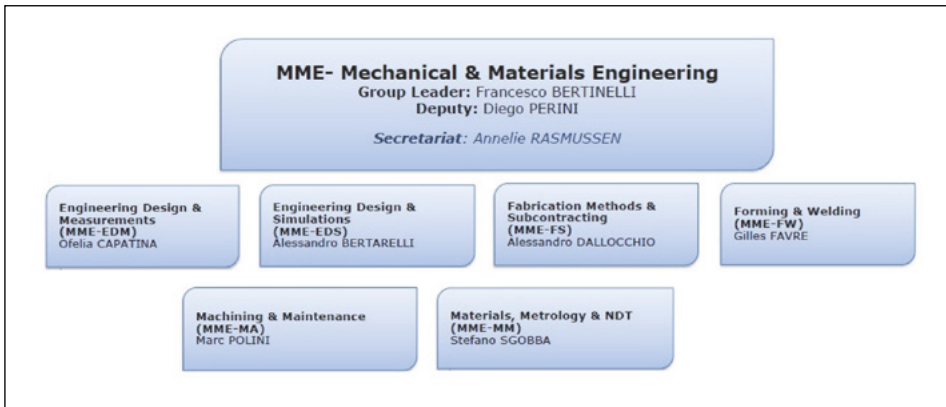 MME- Mechanical & Materials Engineering
Group Leader: Francesco BERTINELLI
Deputy: Diego PERINI
Secretariat: Annelie RASMUSSEN
Engineering Design &
Measurements
(MME-EDM)
Ofelia CAPATINA
Engineering Design &
Simulations
(MME-EDS)
Alessandro BERTARELLI
Fabrication Methods &
Subcontracting
(MME-FS)
Alessandro DALLOCCHIO
Forming & Welding
(MME-FW)
Gilles FAVRE
Machining & Maintenance
(MME-MA)
Marc POLINI
Materials, Metrology & NDT
(MME-MM)
Stefano SGOBBA